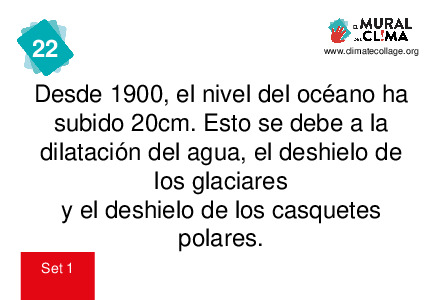 22
EL MURAL
DEL CLIMA
www.climatecollage.org
Desde 1900, el nivel del océano ha
subido 20cm. Esto se debe a la
dilatación del agua, el deshielo de
los glaciares
y el deshielo de los casquetes
polares.
Set 1